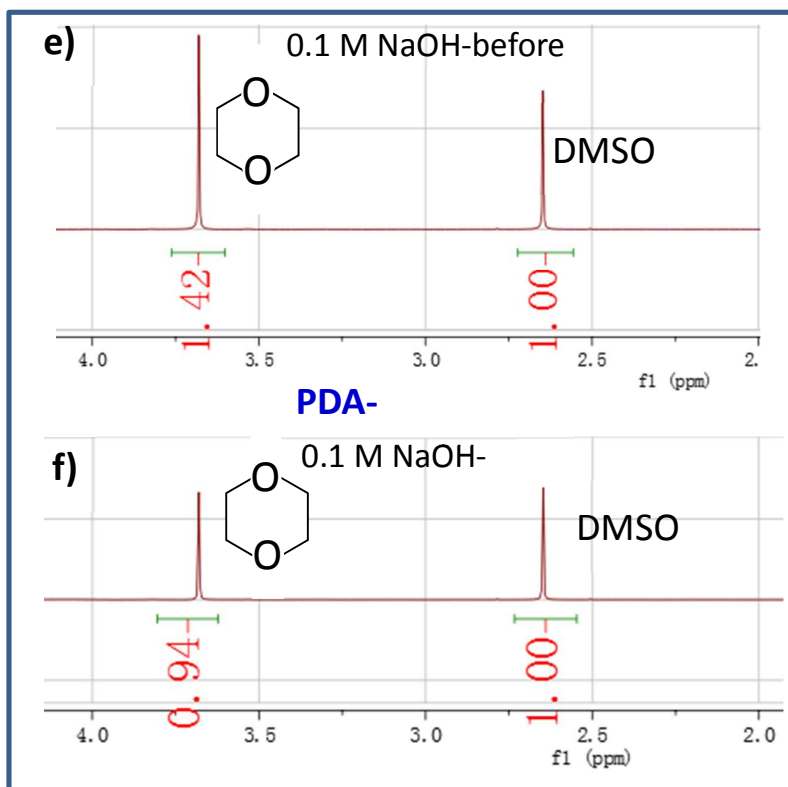 e)
0.1 M NaOH-before
O
O
DMSO
1.42
1.00
4.0 3.5 3.0 2.5 2.
f1 (ppm)
PDA-
f)
0.1 M NaOH-
O
O
DMSO
0.94
1.00
4.0 3.5 3.0 2.5 2.0
f1 (ppm)